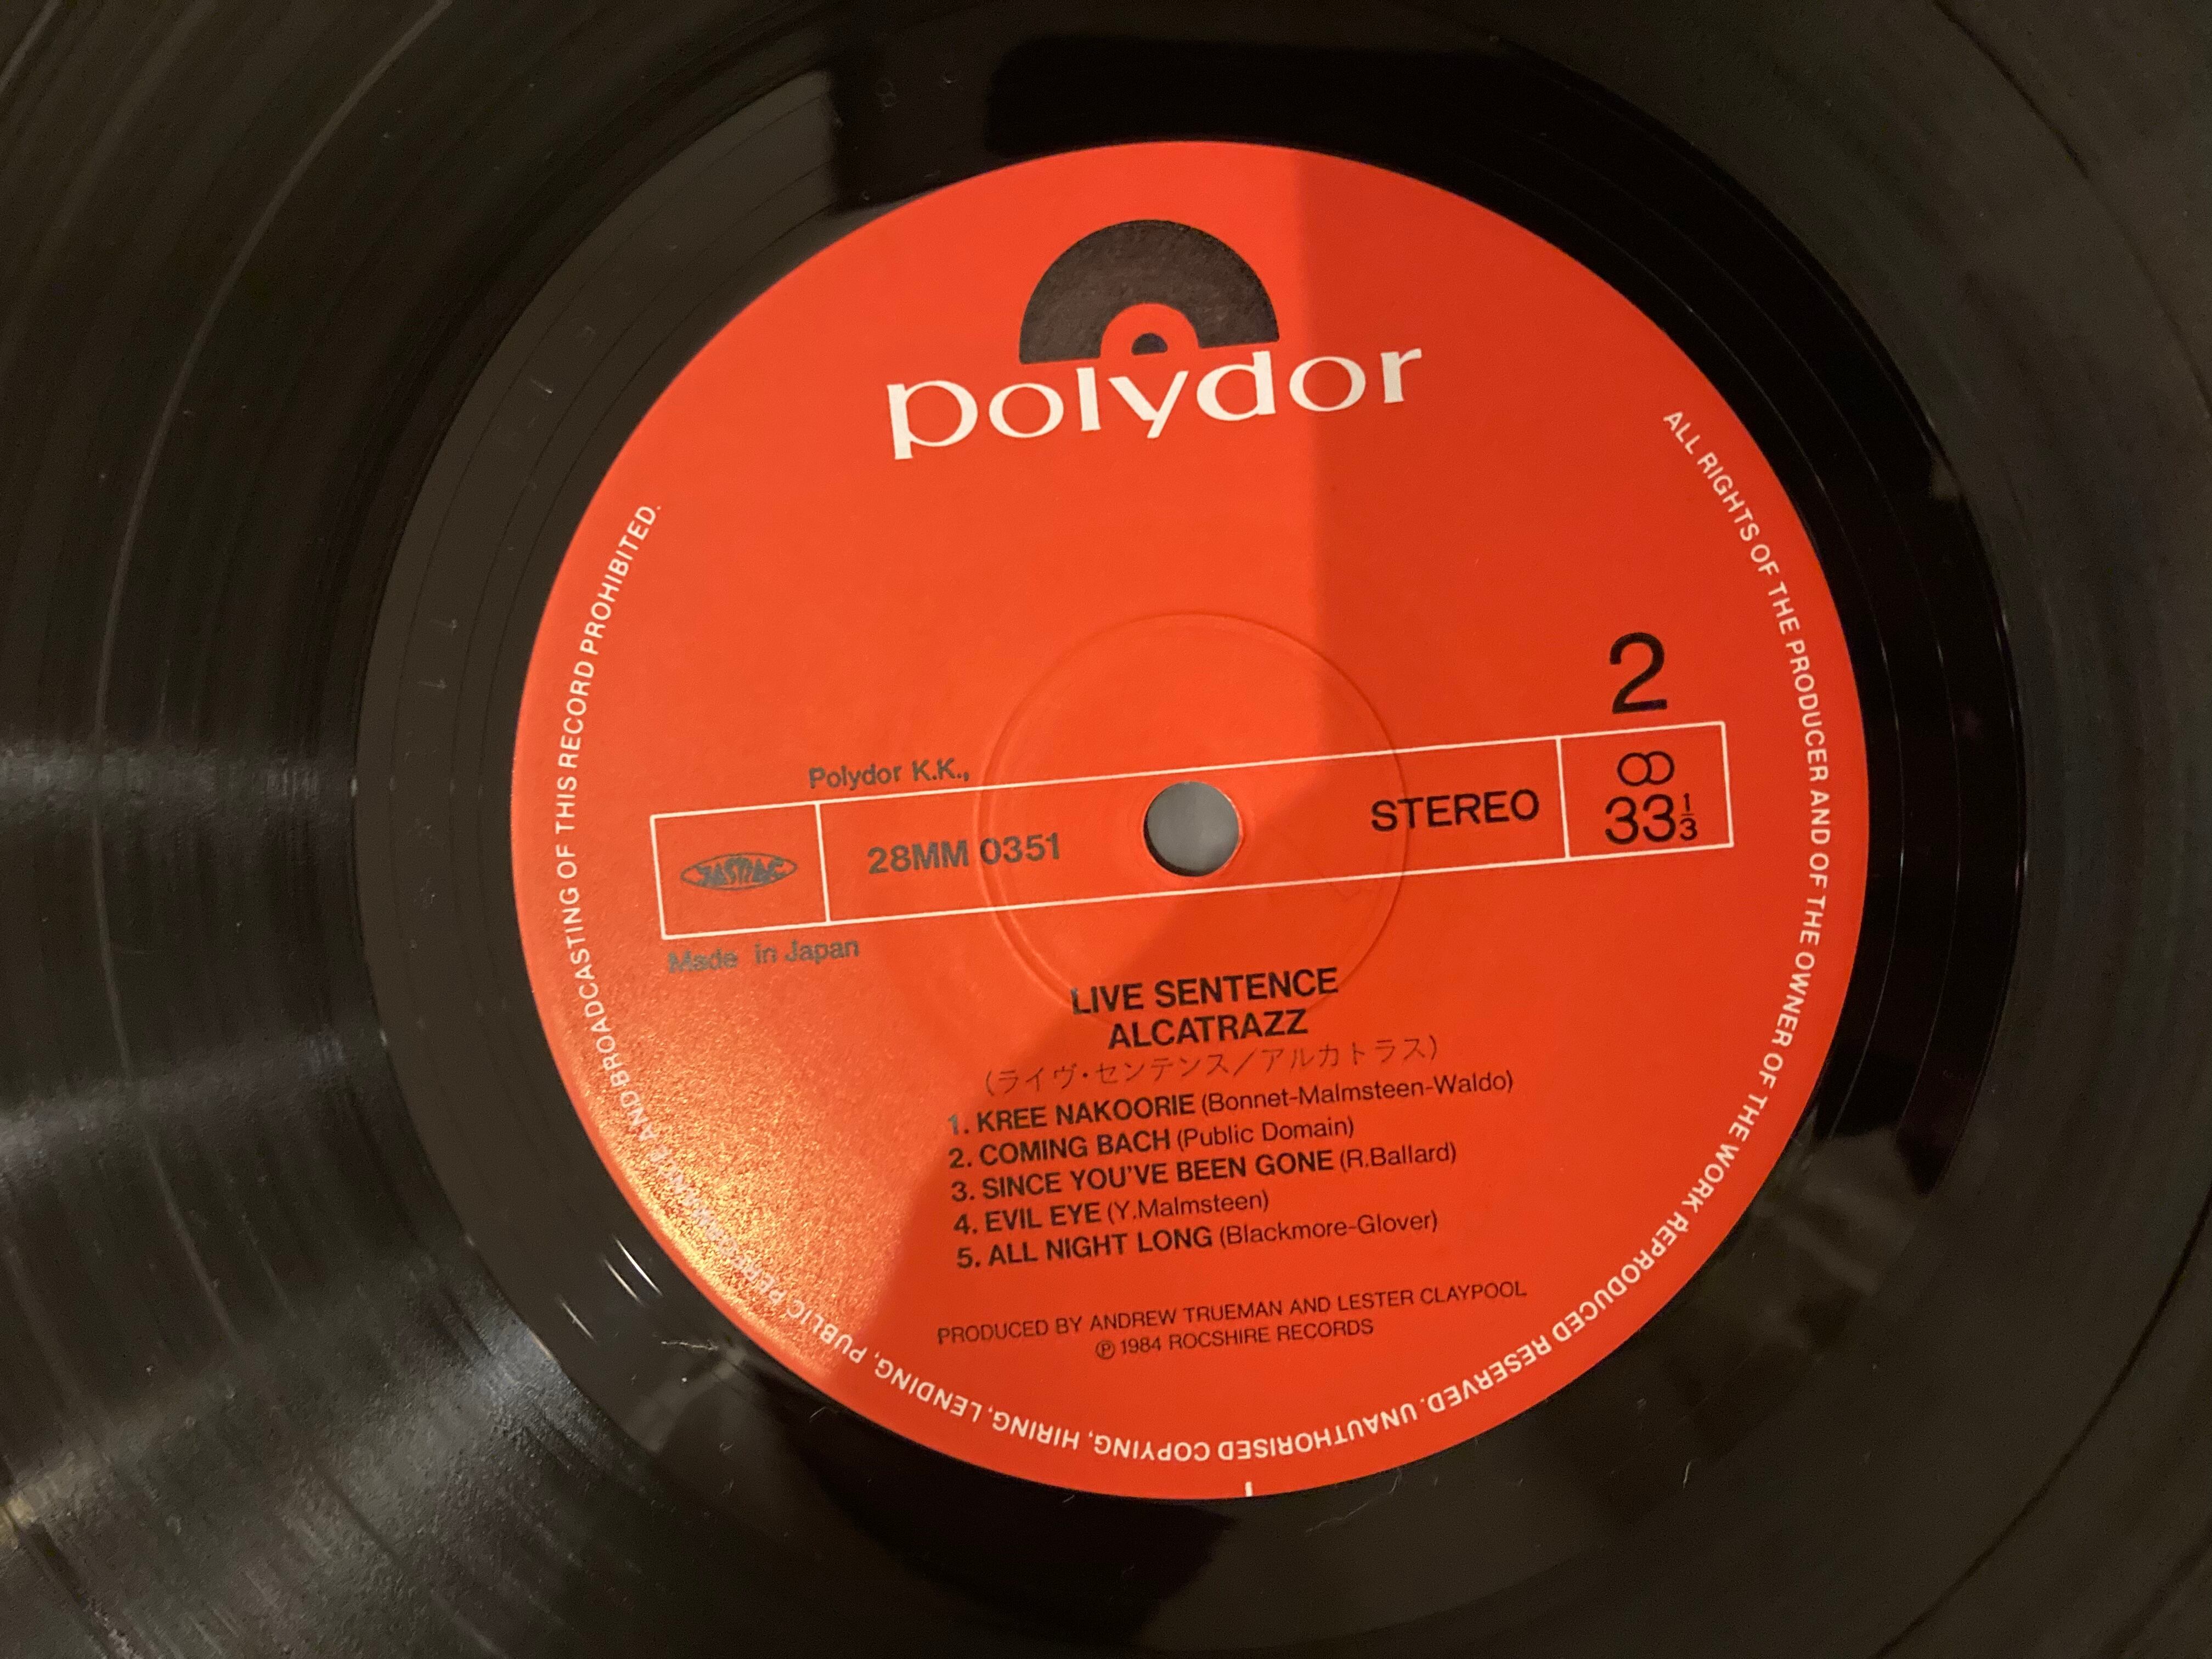 polydor
2
Polydor K.K.,
JASRAC
28MM 0351
STEREO
33⅓
Made in Japan
LIVE SENTENCE
ALCATRAZZ
(ライヴ・センテンス/アルカトラス)
1. KREE NAKOORIE (Bonnet-Malmsteen-Waldo)
2. COMING BACH (Public Domain)
3. SINCE YOU'VE BEEN GONE (R.Ballard)
4. EVIL EYE (Y.Malmsteen)
5. ALL NIGHT LONG (Blackmore-Glover)
PRODUCED BY ANDREW TRUEMAN AND LESTER CLAYPOOL
Ⓟ 1984 ROCSHIRE RECORDS
ALL RIGHTS OF THE PRODUCER AND OF THE OWNER OF THE WORK REPRODUCED RESERVED. UNAUTHORISED COPYING, HIRING, LENDING, PUBLIC PERFORMANCE AND BROADCASTING OF THIS RECORD PROHIBITED.